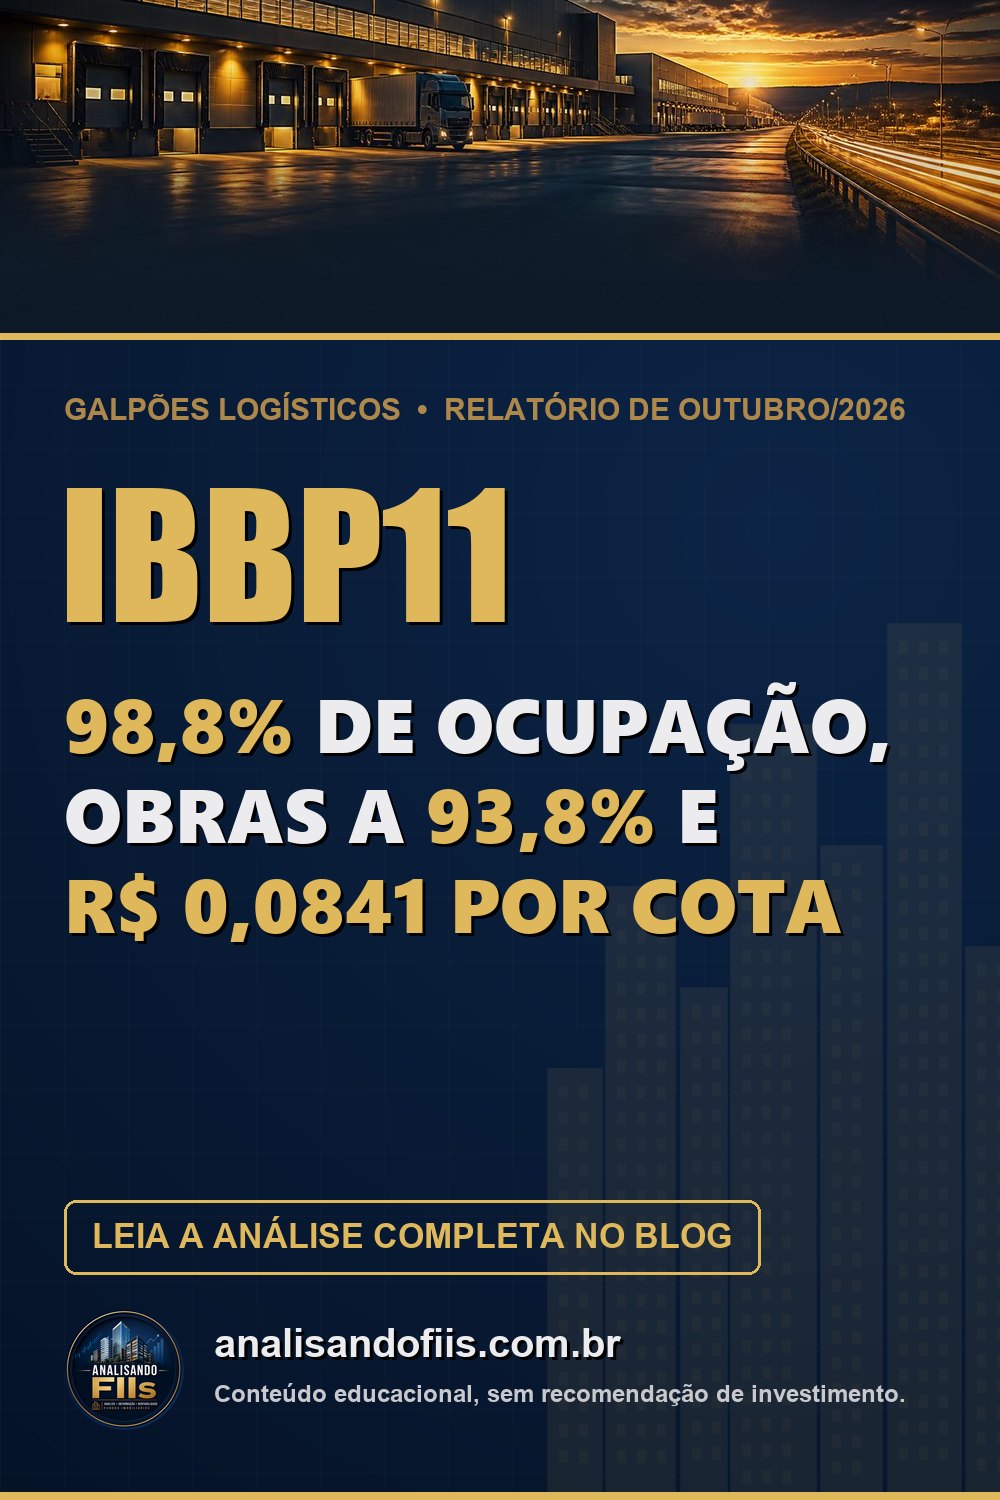 GALPÕES LOGÍSTICOS • RELATÓRIO DE OUTUBRO/2026
IBBP11
98,8% DE OCUPAÇÃO,
OBRAS A 93,8% E
R$ 0,0841 POR COTA
LEIA A ANÁLISE COMPLETA NO BLOG
analisandofiis.com.br
Conteúdo educacional, sem recomendação de investimento.
ANALISANDO
FIIs